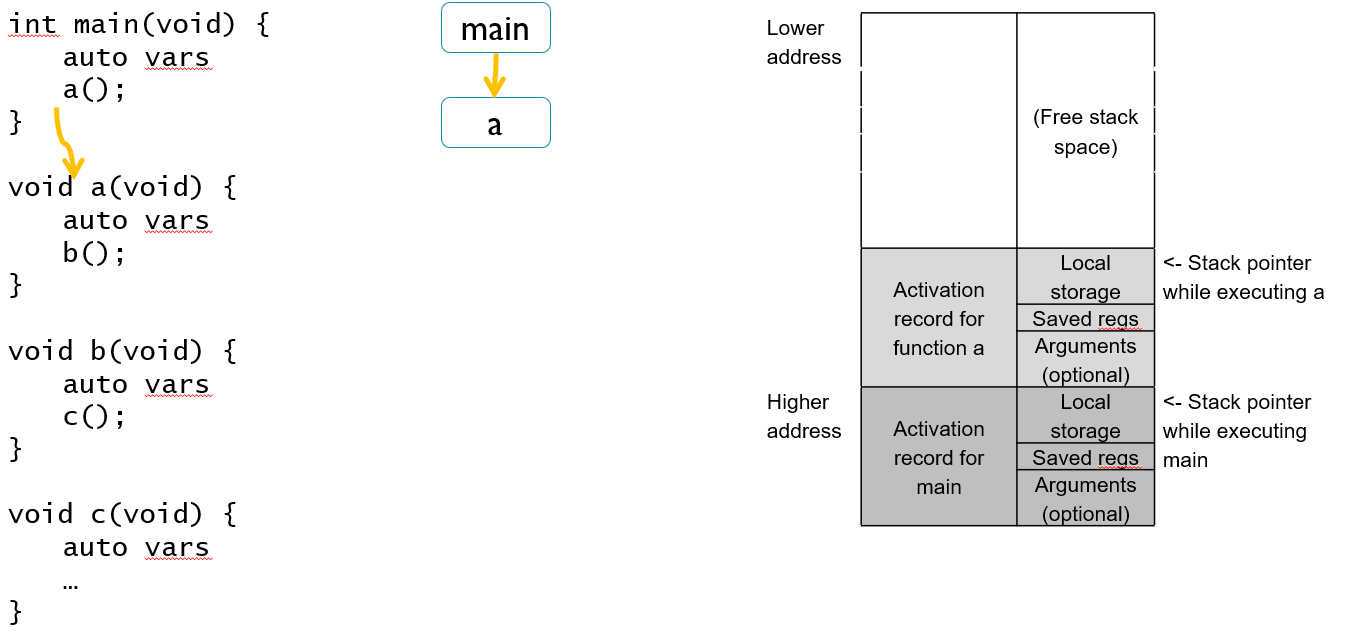 int main(void) {
auto vars
a();
}
void a(void) {
auto vars
b();
}
void b(void) {
auto vars
c();
}
void c(void) {
auto vars
…
}
main
a
Lower
address
(Free stack
space)
Activation
record for
function a
Local
storage
Saved regs
Arguments
(optional)
<- Stack pointer
while executing a
Higher
address
Activation
record for
main
Local
storage
Saved regs
Arguments
(optional)
<- Stack pointer
while executing
main